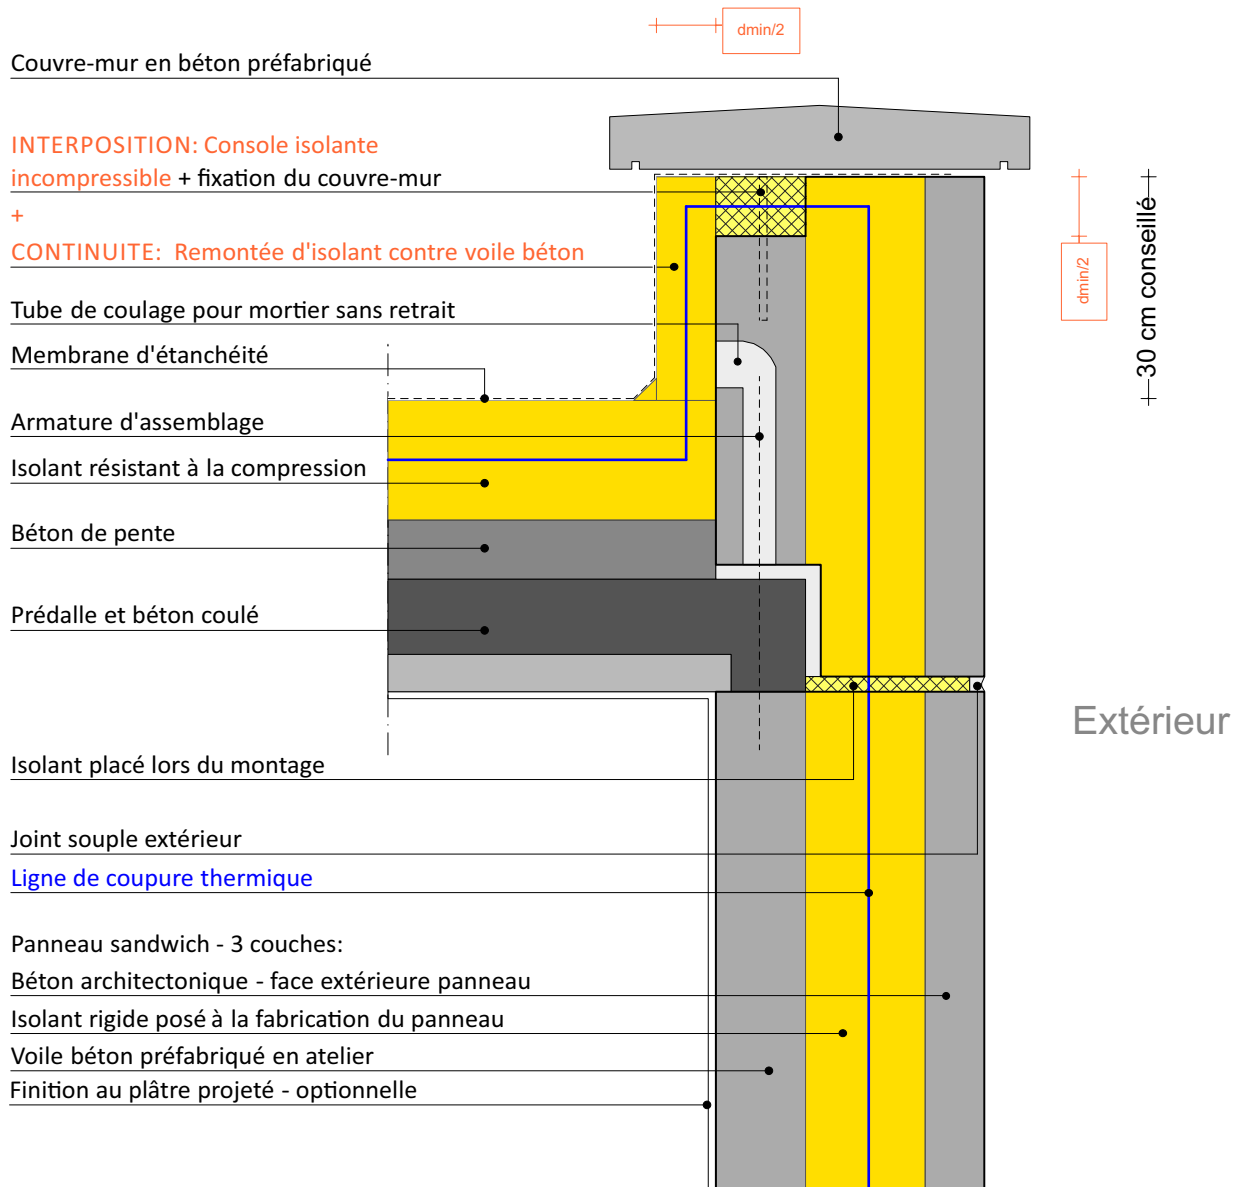 dmin/2
Couvre-mur en béton préfabriqué
INTERPOSITION: Console isolante
incompressible + fixation du couvre-mur
+
CONTINUITE: Remontée d'isolant contre voile béton
dmin/2
30 cm conseillé
Tube de coulage pour mortier sans retrait
Membrane d'étanchéité
Armature d'assemblage
Isolant résistant à la compression
Béton de pente
Prédalle et béton coulé
Extérieur
Isolant placé lors du montage
Joint souple extérieur
Ligne de coupure thermique
Panneau sandwich - 3 couches:
Béton architectonique - face extérieure panneau
Isolant rigide posé à la fabrication du panneau
Voile béton préfabriqué en atelier
Finition au plâtre projeté - optionnelle